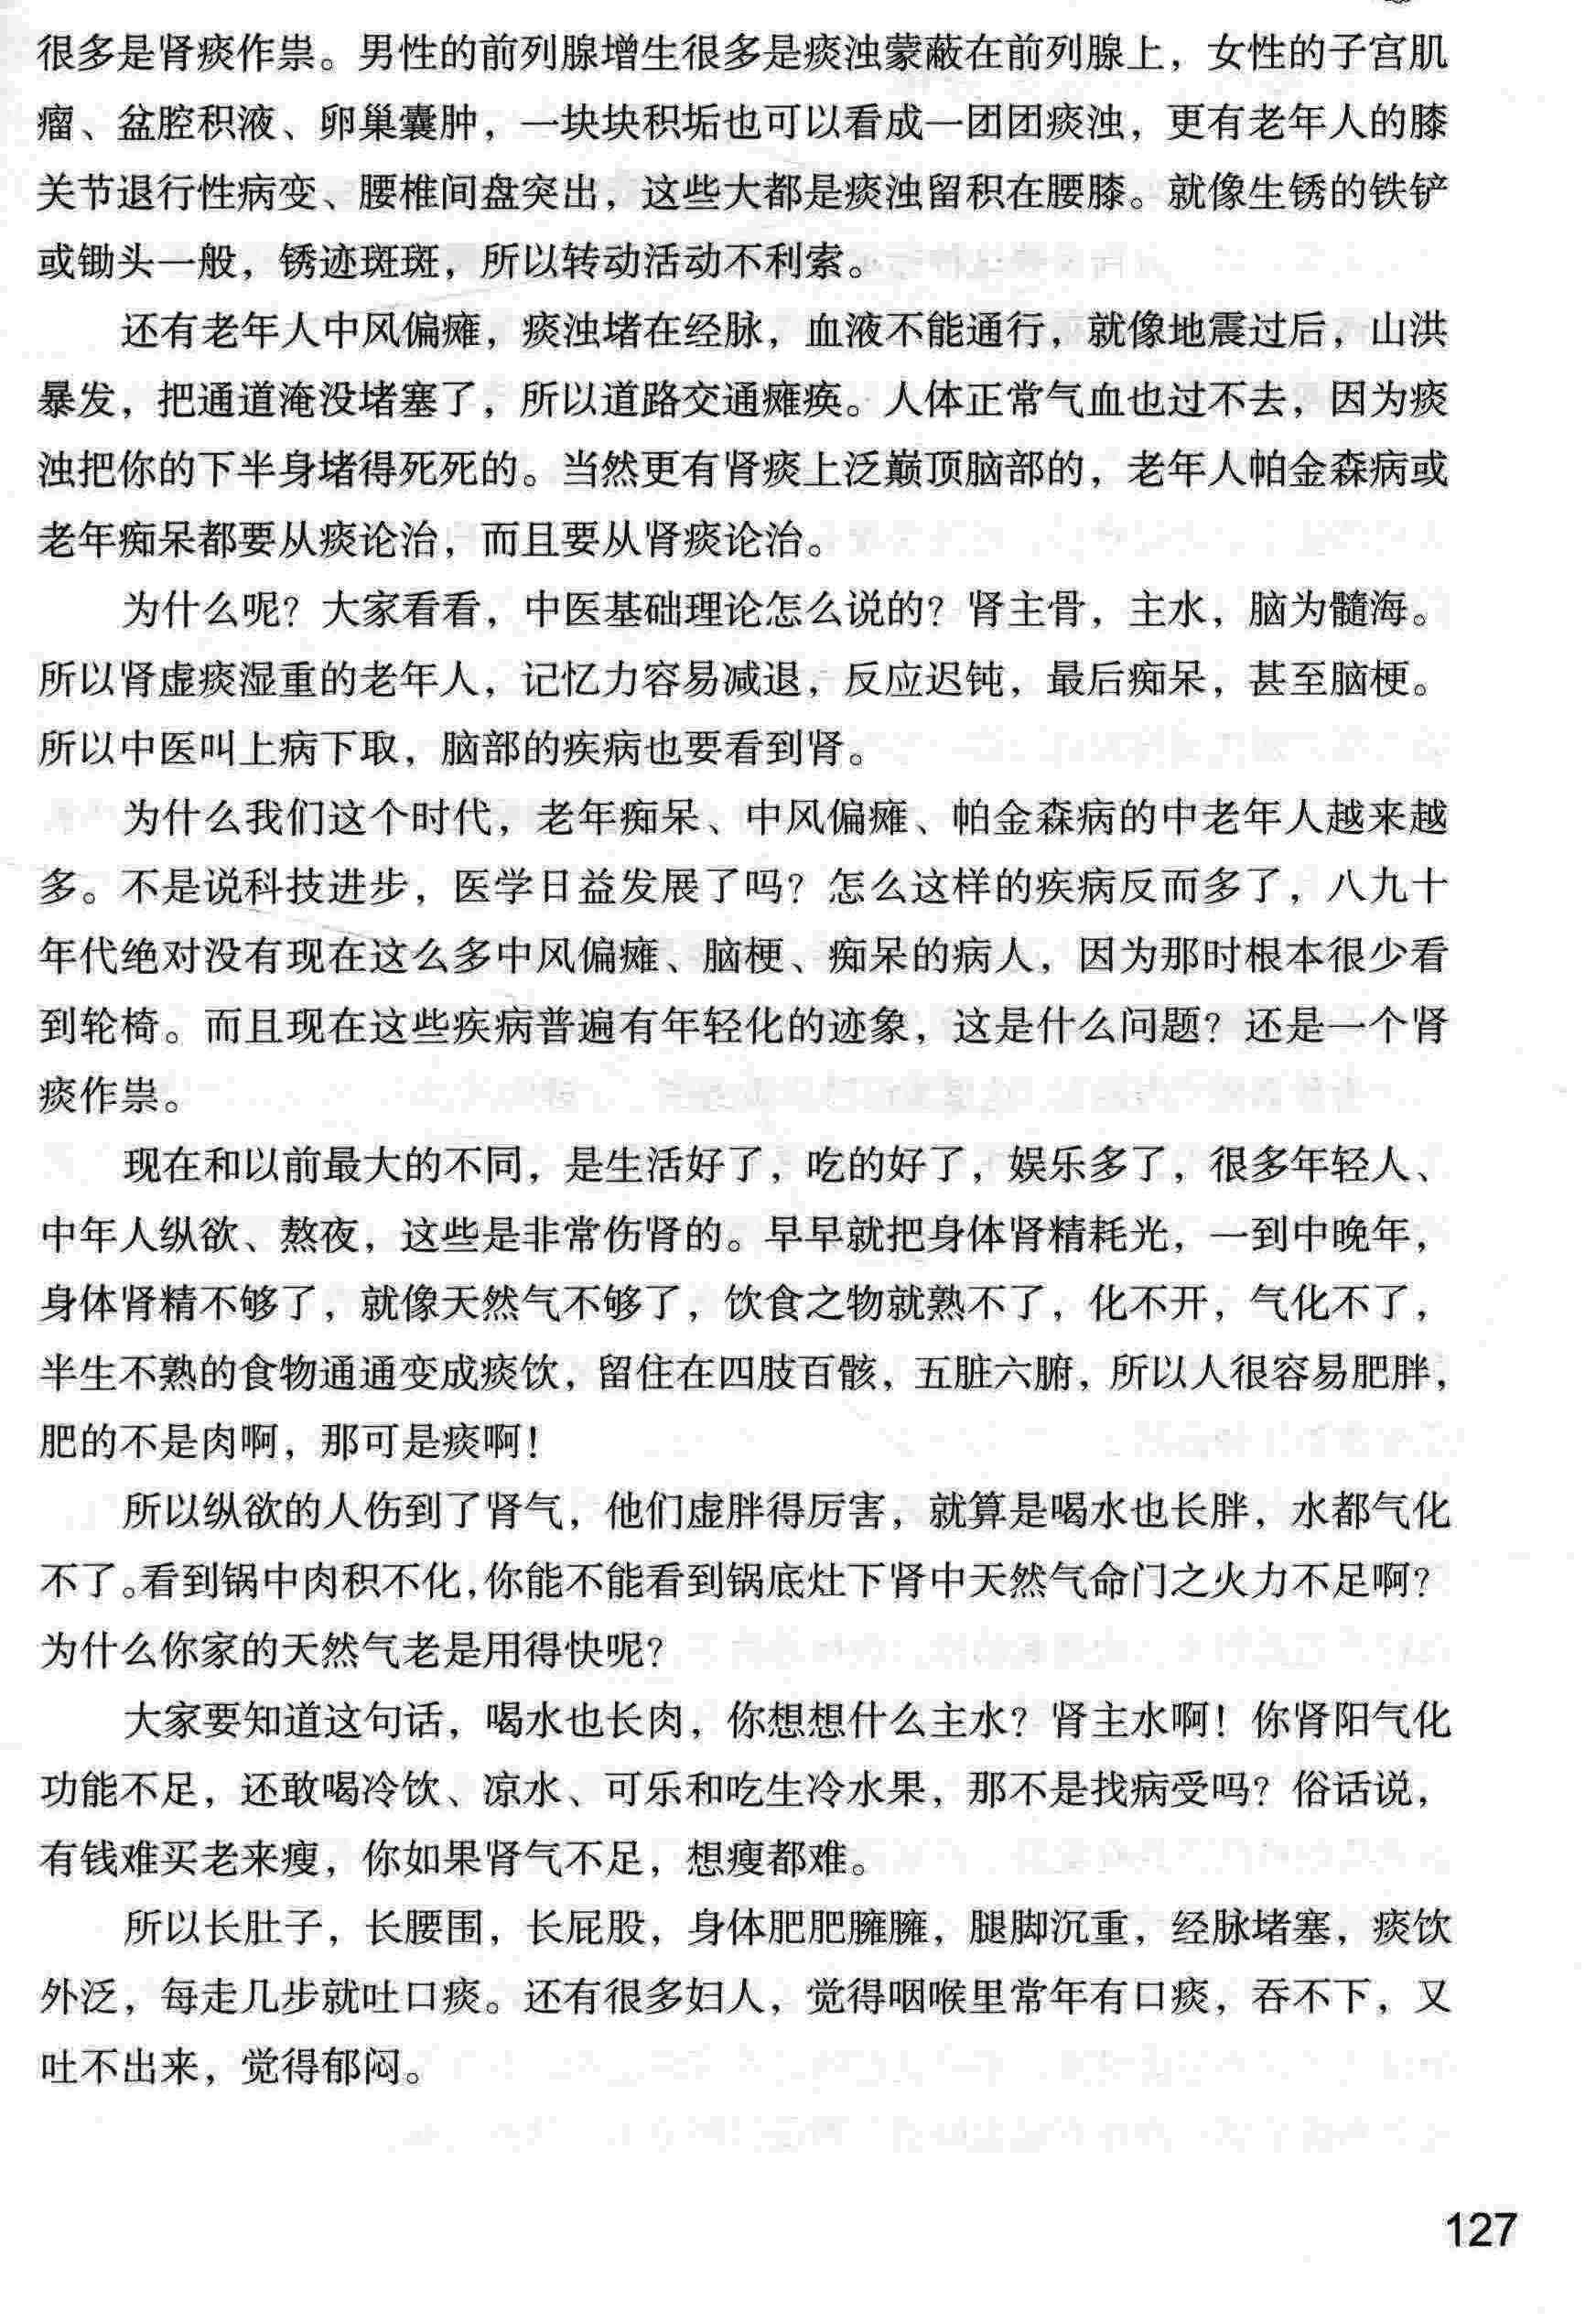 很多是肾痰作祟。男性的前列腺增生很多是痰浊蒙蔽在前列腺上，女性的子宫肌
瘤、盆腔积液、卵巢囊肿，一块块积垢也可以看成一团团痰浊，更有老年人的膝
关节退行性病变、腰椎间盘突出，这些大都是痰浊留积在腰膝。就像生锈的铁铲
或锄头一般，锈迹斑斑，所以转动活动不利索。
还有老年人中风偏瘫，痰浊堵在经脉，血液不能通行，就像地震过后，山洪
暴发，把通道淹没堵塞了，所以道路交通瘫痪。人体正常气血也过不去，因为痰
浊把你的下半身堵得死死的。当然更有肾痰上泛巅顶脑部的，老年人帕金森病或
老年痴呆都要从痰论治，而且要从肾痰论治。
为什么呢？大家看看，中医基础理论怎么说的？肾主骨，主水，脑为髓海。
所以肾虚痰湿重的老年人，记忆力容易减退，反应迟钝，最后痴呆，甚至脑梗。
所以中医叫上病下取，脑部的疾病也要看到肾。
为什么我们这个时代，老年痴呆、中风偏瘫、帕金森病的中老年人越来越
多。不是说科技进步，医学日益发展了吗？怎么这样的疾病反而多了，八九十
年代绝对没有现在这么多中风偏瘫、脑梗、痴呆的病人，因为那时根本很少看
到轮椅。而且现在这些疾病普遍有年轻化的迹象，这是什么问题？还是一个肾
痰作祟。
现在和以前最大的不同，是生活好了，吃的好了，娱乐多了，很多年轻人、
中年人纵欲、熬夜，这些是非常伤肾的。早早就把身体肾精耗光，一到中晚年，
身体肾精不够了，就像天然气不够了，饮食之物就熟不了，化不开，气化不了，
半生不熟的食物通通变成痰饮，留住在四肢百骸，五脏六腑，所以人很容易肥胖，
肥的不是肉啊，那可是痰啊！
所以纵欲的人伤到了肾气，他们虚胖得厉害，就算是喝水也长胖，水都气化
不了。看到锅中肉积不化，你能不能看到锅底灶下肾中天然气命门之火力不足啊？
为什么你家的天然气老是用得快呢？
大家要知道这句话，喝水也长肉，你想想什么主水？肾主水啊！你肾阳气化
功能不足，还敢喝冷饮、凉水、可乐和吃生冷水果，那不是找病受吗？俗话说，
有钱难买老来瘦，你如果肾气不足，想瘦都难。
所以长肚子，长腰围，长屁股，身体肥肥臃臃，腿脚沉重，经脉堵塞，痰饮
外泛，每走几步就吐口痰。还有很多妇人，觉得咽喉里常年有口痰，吞不下，又
吐不出来，觉得郁闷。
127